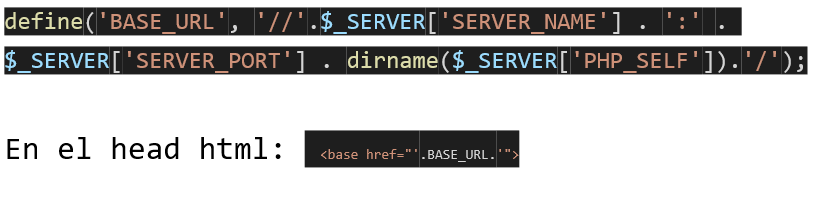 define('BASE_URL', '//'.$_SERVER['SERVER_NAME'] . ':' .
$_SERVER['SERVER_PORT'] . dirname($_SERVER['PHP_SELF']).'/');
En el head html: <base href="'.BASE_URL.'">